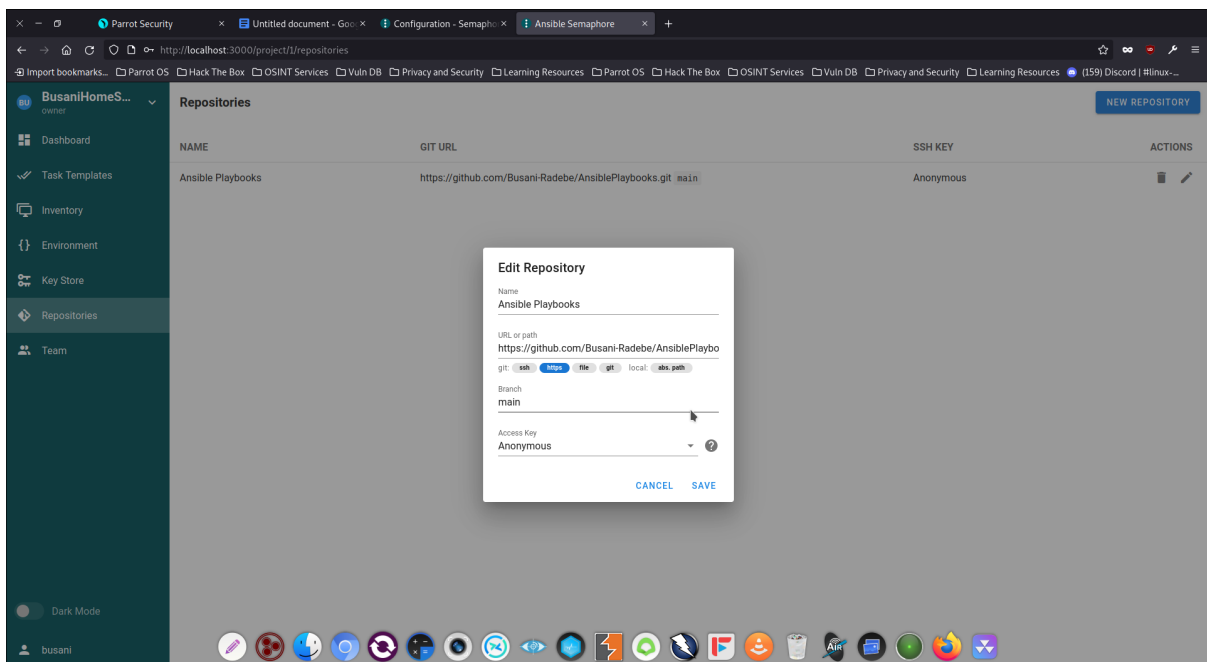 Parrot Security
Untitled document - Goo
Configuration - Semapho
Ansible Semaphore
http://localhost:3000/project/1/repositories
Import bookmarks... Parrot OS Hack The Box OSINT Services Vuln DB Privacy and Security Learning Resources Parrot OS Hack The Box OSINT Services Vuln DB Privacy and Security Learning Resources (159) Discord | #linux-...
BU BusaniHomeS...
owner
Repositories
NEW REPOSITORY
Dashboard
Task Templates
Inventory
Environment
Key Store
Repositories
Team
Dark Mode
busani
NAME GIT URL SSH KEY ACTIONS
Ansible Playbooks https://github.com/Busani-Radebe/AnsiblePlaybooks.git main Anonymous
Edit Repository
Name
Ansible Playbooks
URL or path
https://github.com/Busani-Radebe/AnsiblePlaybo
git: ssh https file git local: abs. path
Branch
main
Access Key
Anonymous
CANCEL SAVE
AIR